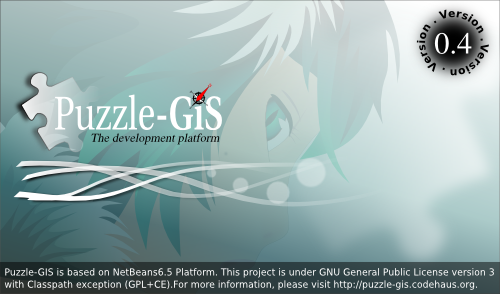 Version · Version · Version · Version ·
0.4
Puzzle-GiS
The development platform
Puzzle-GIS is based on NetBeans6.5 Platform. This project is under GNU General Public License version 3
with Classpath exception (GPL+CE).For more information, please visit http://puzzle-gis.codehaus.org.